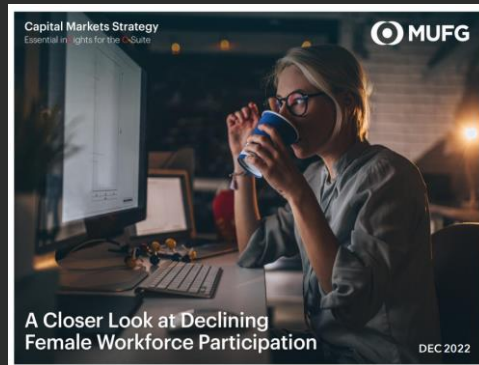 Capital Markets Strategy
Essential inSights for the C-Suite
MUFG
A Closer Look at Declining
Female Workforce Participation
DEC 2022